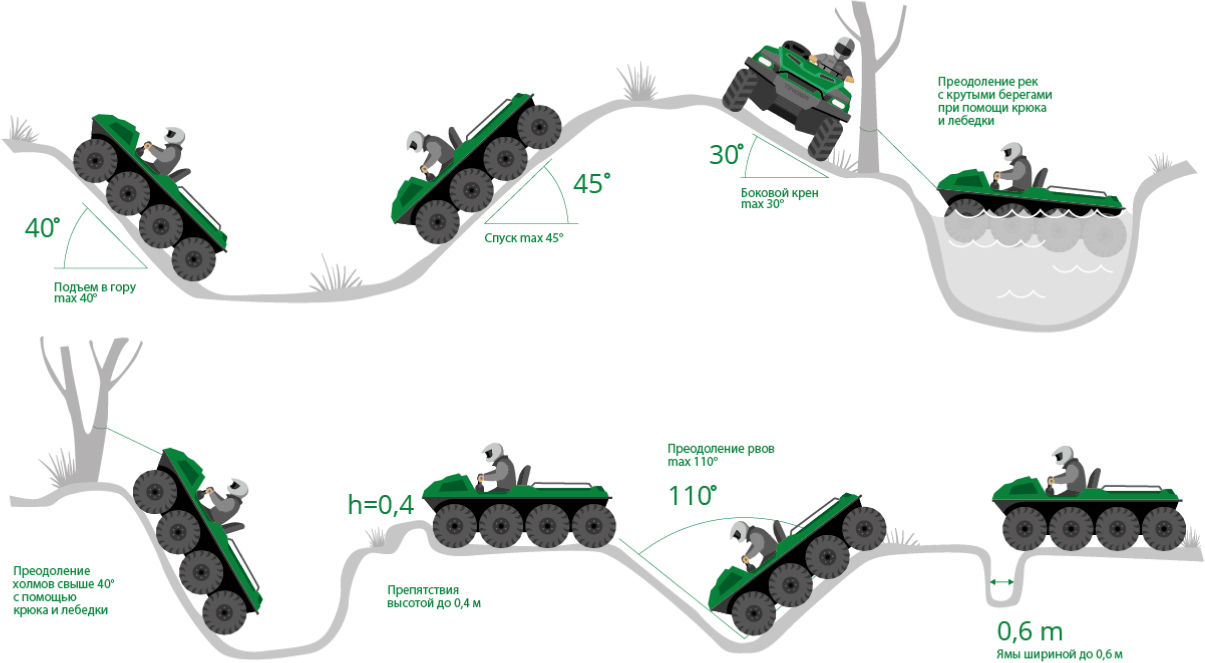 40°
Подъем в гору
max 40°
45°
Спуск max 45°
TINGER
30°
Боковой крен
max 30°
Преодоление рек
с крутыми берегами
при помощи крюка
и лебедки
Преодоление
холмов свыше 40°
с помощью
крюка и лебедки
h=0,4
Препятствия
высотой до 0,4 м
Преодоление рвов
max 110°
110°
0,6 m
Ямы шириной до 0,6 м